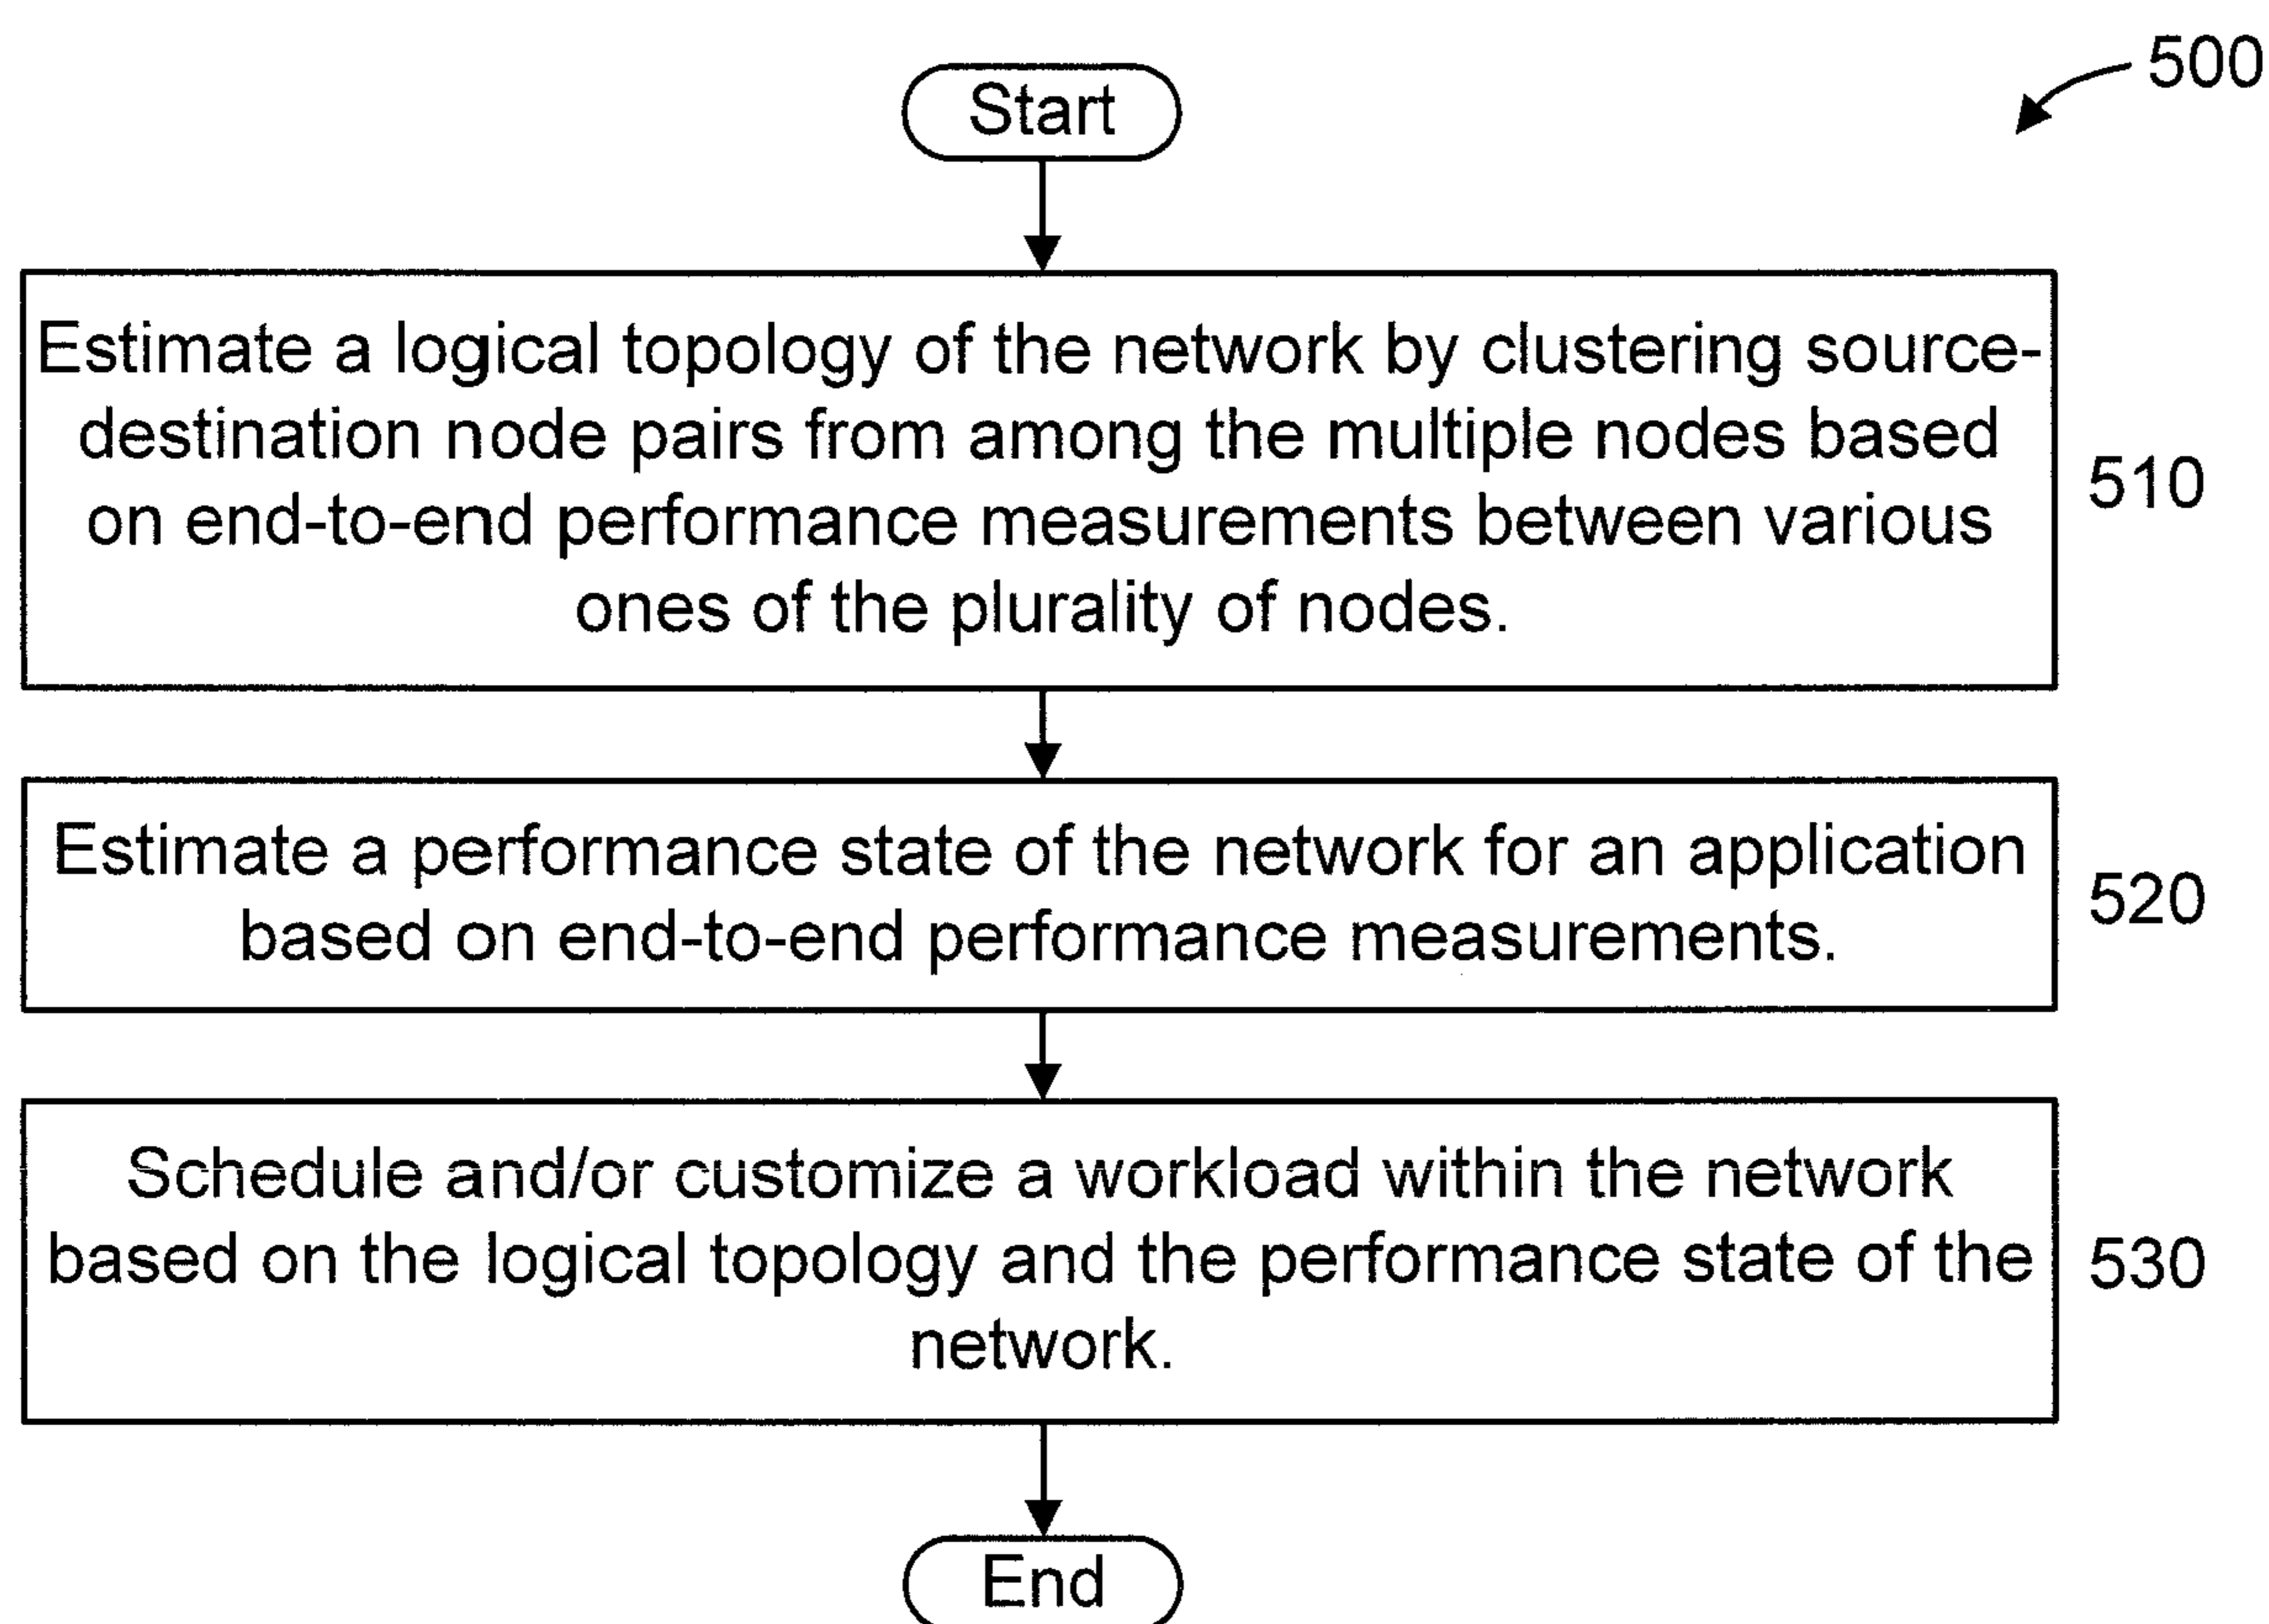 500
Start
Estimate a logical topology of the network by clustering source-
destination node pairs from among the multiple nodes based
on end-to-end performance measurements between various
ones of the plurality of nodes.
510
Estimate a performance state of the network for an application
based on end-to-end performance measurements.
520
Schedule and/or customize a workload within the network
based on the logical topology and the performance state of the
network.
530
End